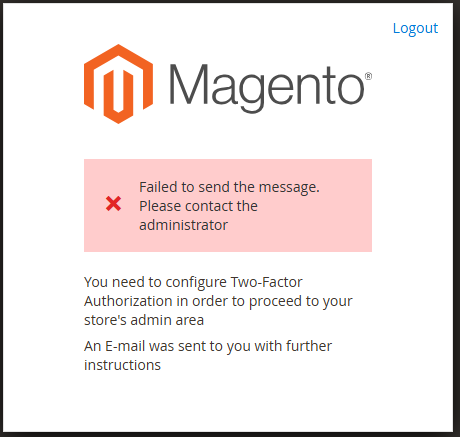 Logout
Magento®
Failed to send the message.
Please contact the
administrator
You need to configure Two-Factor
Authorization in order to proceed to your
store's admin area
An E-mail was sent to you with further
instructions